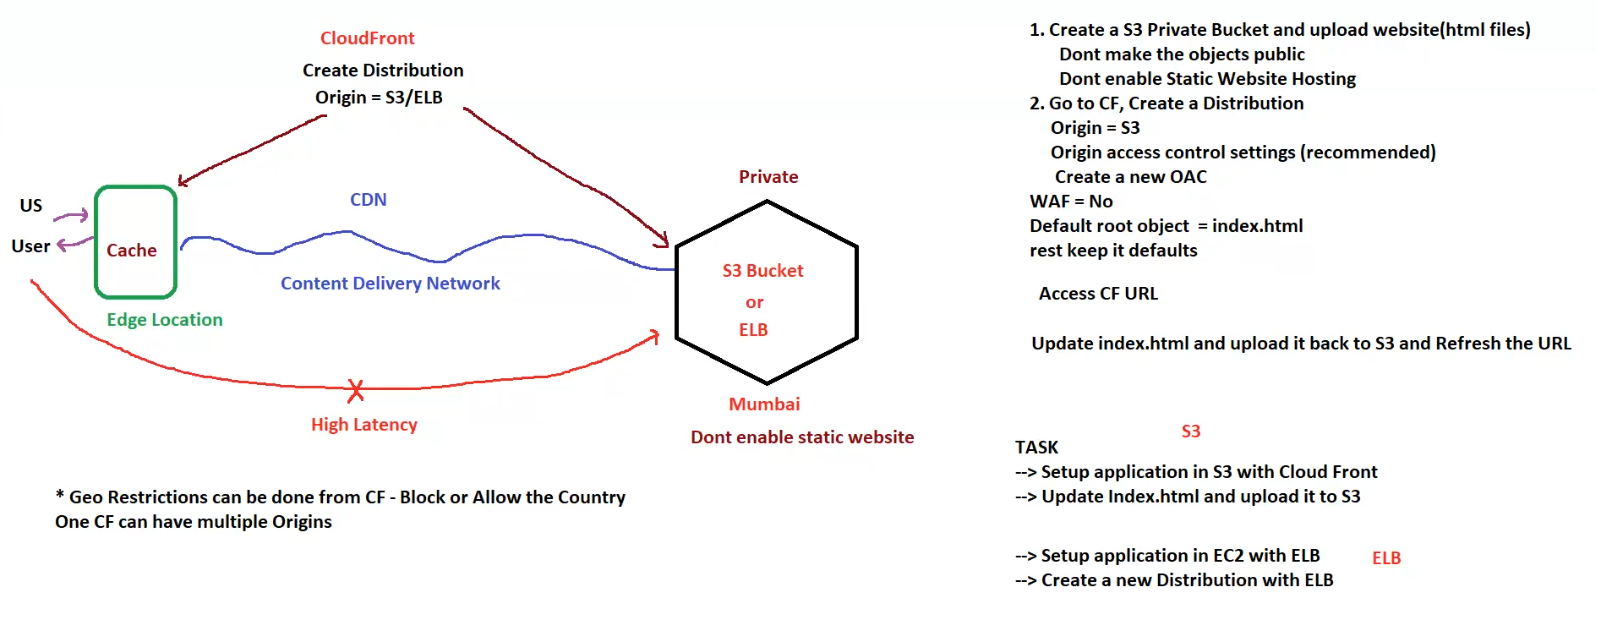 CloudFront
Create Distribution
Origin = S3/ELB
US
User
Cache
Edge Location
CDN
Content Delivery Network
High Latency
Private
S3 Bucket
or
ELB
Mumbai
Dont enable static website
* Geo Restrictions can be done from CF - Block or Allow the Country
One CF can have multiple Origins
1. Create a S3 Private Bucket and upload website(html files)
Dont make the objects public
Dont enable Static Website Hosting
2. Go to CF, Create a Distribution
Origin = S3
Origin access control settings (recommended)
Create a new OAC
WAF = No
Default root object = index.html
rest keep it defaults
Access CF URL
Update index.html and upload it back to S3 and Refresh the URL
S3
TASK
--> Setup application in S3 with Cloud Front
--> Update Index.html and upload it to S3
--> Setup application in EC2 with ELB
ELB
--> Create a new Distribution with ELB